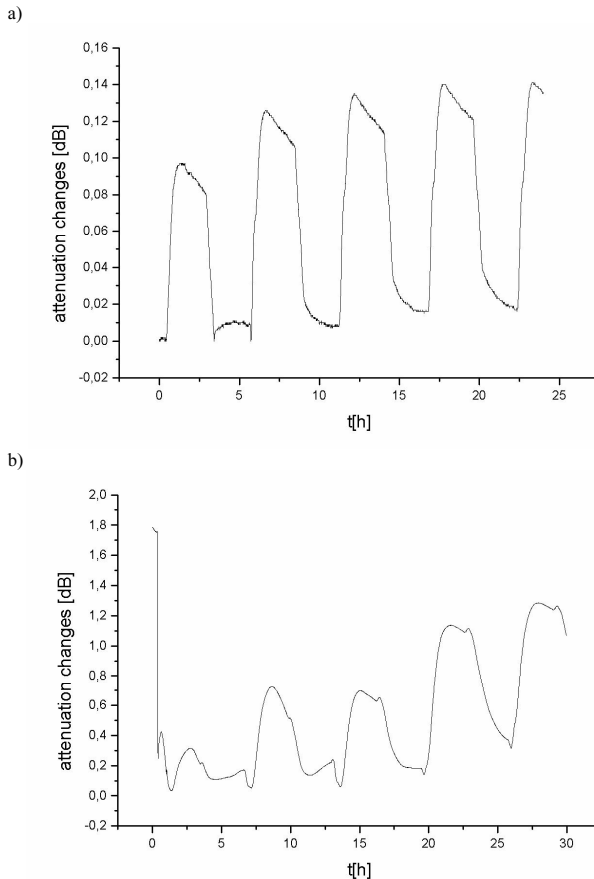 a)
0,16
0,14
0,12
0,10
0,08
0,06
0,04
0,02
0,00
-0,02
attenuation changes [dB]
0 5 10 15 20 25
t[h]
b)
2,0
1,8
1,6
1,4
1,2
1,0
0,8
0,6
0,4
0,2
0,0
-0,2
attenuation changes [dB]
0 5 10 15 20 25 30
t[h]